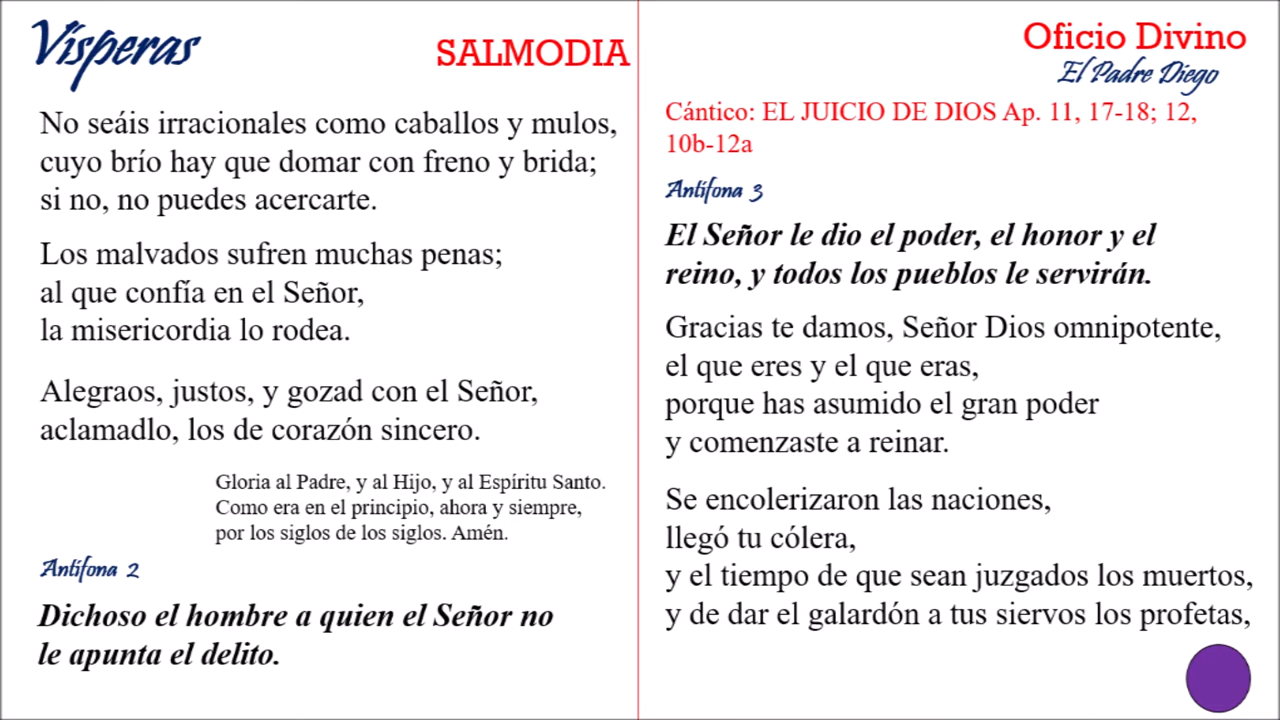 Vísperas
SALMODIA
No seáis irracionales como caballos y mulos,
cuyo brío hay que domar con freno y brida;
si no, no puedes acercarte.
Los malvados sufren muchas penas;
al que confía en el Señor,
la misericordia lo rodea.
Alegraos, justos, y gozad con el Señor,
aclamadlo, los de corazón sincero.
Gloria al Padre, y al Hijo, y al Espíritu Santo.
Como era en el principio, ahora y siempre,
por los siglos de los siglos. Amén.
Antífona 2
Dichoso el hombre a quien el Señor no
le apunta el delito.
Oficio Divino
El Padre Diego
Cántico: EL JUICIO DE DIOS Ap. 11, 17-18; 12,
10b-12a
Antífona 3
El Señor le dio el poder, el honor y el
reino, y todos los pueblos le servirán.
Gracias te damos, Señor Dios omnipotente,
el que eres y el que eras,
porque has asumido el gran poder
y comenzaste a reinar.
Se encolerizaron las naciones,
llegó tu cólera,
y el tiempo de que sean juzgados los muertos,
y de dar el galardón a tus siervos los profetas,